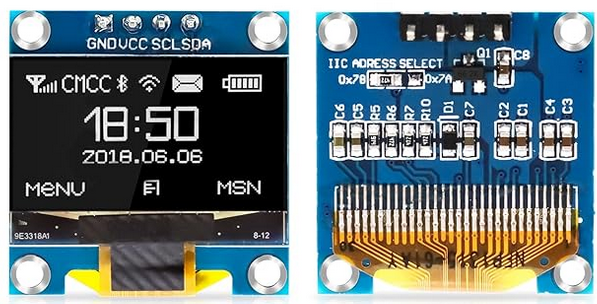 GND VCC SCL SDA
CMCC
18:50
2018.06.06
MENU
MSN
9E3318A1
8-12
Q1
C8
IIC ADRESS SELECT
0x78
0x7A
C6 C5 R5 R6 R7 R10 D1 C7 C2 C1 C4 C3